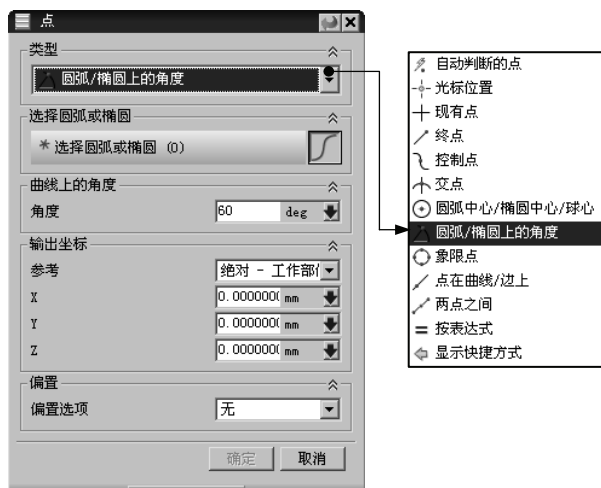 点
类型
圆弧/椭圆上的角度
选择圆弧或椭圆
* 选择圆弧或椭圆 (0)
曲线上的角度
角度 60 deg
输出坐标
参考 绝对 - 工作部
X 0.000000 mm
Y 0.000000 mm
Z 0.000000 mm
偏置
偏置选项 无
确定 取消
自动判断的点
光标位置
现有点
终点
控制点
交点
圆弧中心/椭圆中心/球心
圆弧/椭圆上的角度
象限点
点在曲线/边上
两点之间
按表达式
显示快捷方式